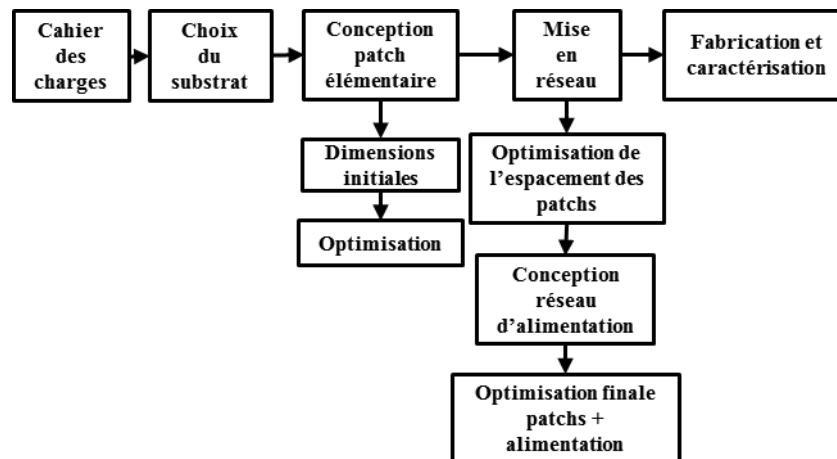 Cahier
des
charges
Choix
du
substrat
Conception
patch
élémentaire
Mise
en
réseau
Fabrication et
caractérisation
Dimensions
initiales
Optimisation
Optimisation de
l’espacement des
patchs
Conception
réseau
d’alimentation
Optimisation finale
patchs +
alimentation